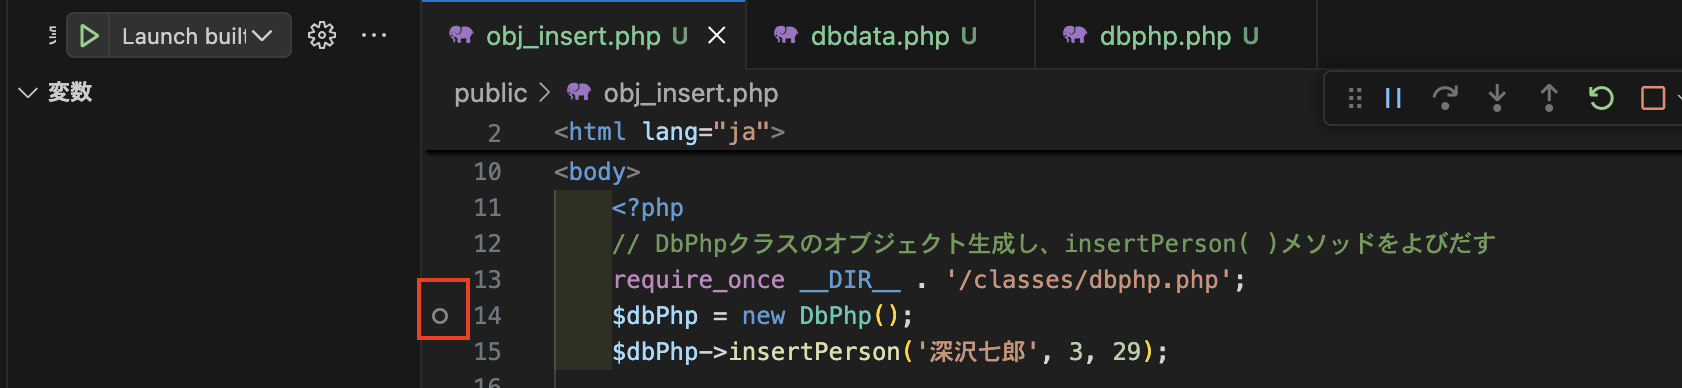 Launch built
obj_insert.php U
dbdata.php U
dbphp.php U
変数
public > obj_insert.php
2 <html lang="ja">
10 <body>
11 <?php
12 // DbPhpクラスのオブジェクト生成し、insertPerson( )メソッドをよびだす
13 require_once __DIR__ . '/classes/dbphp.php';
14 $dbPhp = new DbPhp();
15 $dbPhp->insertPerson('深沢七郎', 3, 29);
16